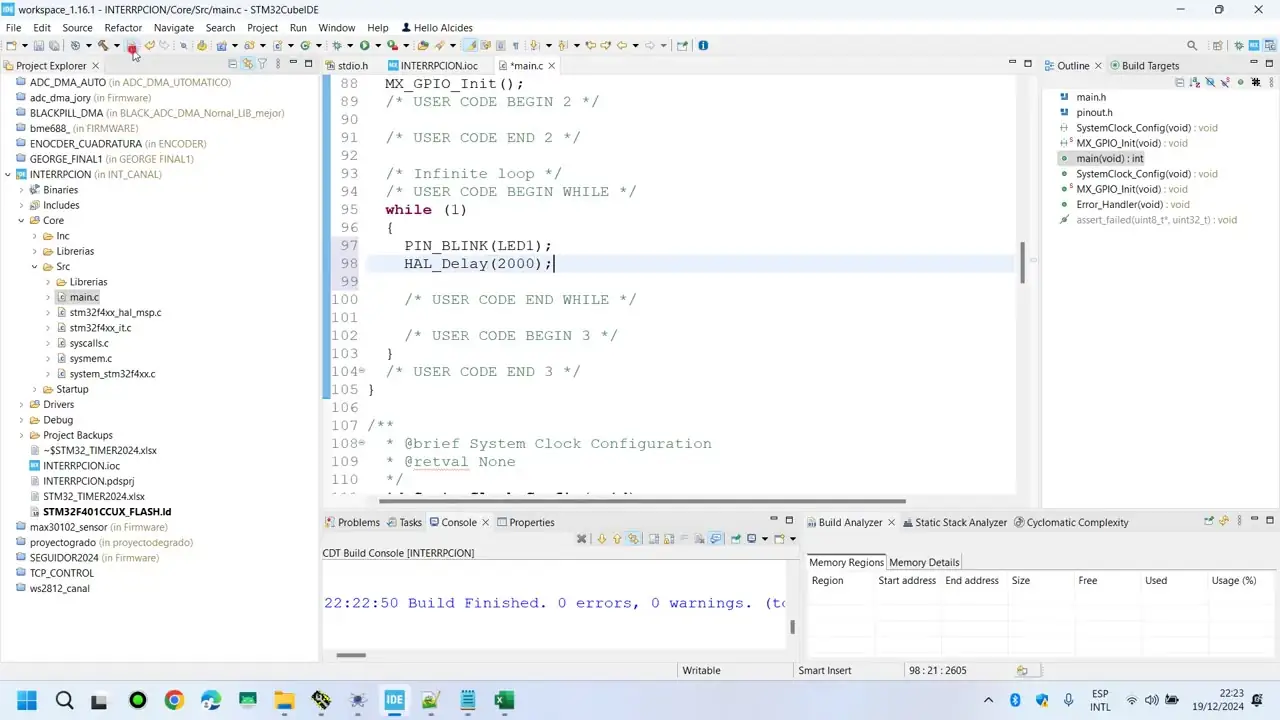 workspace_1.16.1 - INTERRPCION/Core/Src/main.c - STM32CubeIDE
File Edit Source Refactor Navigate Search Project Run Window Help Hello Alcides
Project Explorer
ADC_DMA_AUTO (in ADC_DMA_UTOMATICO)
adc_dma_jory (in Firmware)
BLACKPILL_DMA (in BLACK_ADC_DMA_Nornal_LIB_mejor)
bme688_ (in FIRMWARE)
ENOCDER_CUADRATURA (in ENCODER)
GEORGE_FINAL1 (in GEORGE FINAL1)
INTERRPCION (in INT_CANAL)
Binaries
Includes
Core
Inc
Librerias
Src
Librerias
main.c
stm32f4xx_hal_msp.c
stm32f4xx_it.c
syscalls.c
sysmem.c
system_stm32f4xx.c
Startup
Drivers
Debug
Project Backups
~$STM32_TIMER2024.xlsx
INTERRPCION.ioc
INTERRPCION.pdsprj
STM32_TIMER2024.xlsx
STM32F401CCUX_FLASH.ld
max30102_sensor (in Firmware)
proyectogrado (in proyectodegrado)
SEGUIDOR2024 (in Firmware)
TCP_CONTROL
ws2812_canal
stdio.h INTERRPCION.ioc *main.c
88 MX_GPIO_Init();
89 /* USER CODE BEGIN 2 */
90
91 /* USER CODE END 2 */
92
93 /* Infinite loop */
94 /* USER CODE BEGIN WHILE */
95 while (1)
96 {
97 PIN_BLINK(LED1);
98 HAL_Delay(2000);
99
100 /* USER CODE END WHILE */
101
102 /* USER CODE BEGIN 3 */
103 }
104 /* USER CODE END 3 */
105 }
106
107 /**
108 * @brief System Clock Configuration
109 * @retval None
110 */
Outline Build Targets
main.h
pinout.h
SystemClock_Config(void) : void
MX_GPIO_Init(void) : void
main(void) : int
SystemClock_Config(void) : void
MX_GPIO_Init(void) : void
Error_Handler(void) : void
assert_failed(uint8_t*, uint32_t) : void
Problems Tasks Console Properties
CDT Build Console [INTERRPCION]
22:22:50 Build Finished. 0 errors, 0 warnings. (to
Build Analyzer Static Stack Analyzer Cyclomatic Complexity
Memory Regions Memory Details
Region Start address End address Size Free Used Usage (%)
Writable Smart Insert 98 : 21 : 2605
IDE
ESP
INTL
22:23
19/12/2024